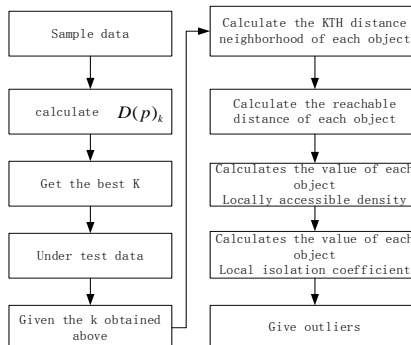 Sample data
calculate D(p)k
Get the best K
Under test data
Given the k obtained
above
Calculate the KTH distance
neighborhood of each object
Calculate the reachable
distance of each object
Calculates the value of each
object
Locally accessible density
Calculates the value of each
object
Local isolation coefficient
Give outliers